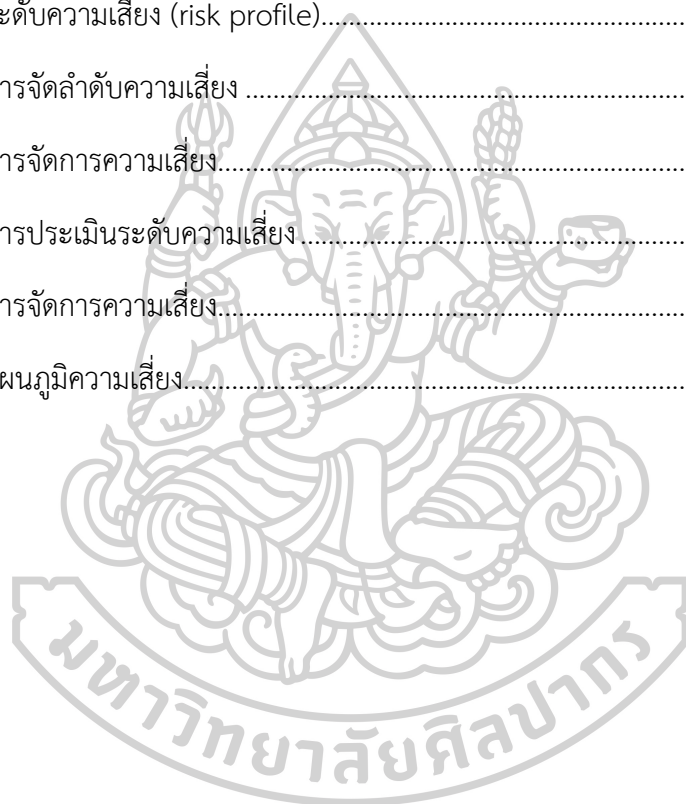 ะดับความเสี่ยง (risk profile)......................................................................
ารจัดลำดับความเสี่ยง ......................................................................
ารจัดการความเสี่ยง......................................................................
ารประเมินระดับความเสี่ยง......................................................................
ารจัดการความเสี่ยง......................................................................
ผนภูมิความเสี่ยง......................................................................
มหาวิทยาลัยศิลปากร